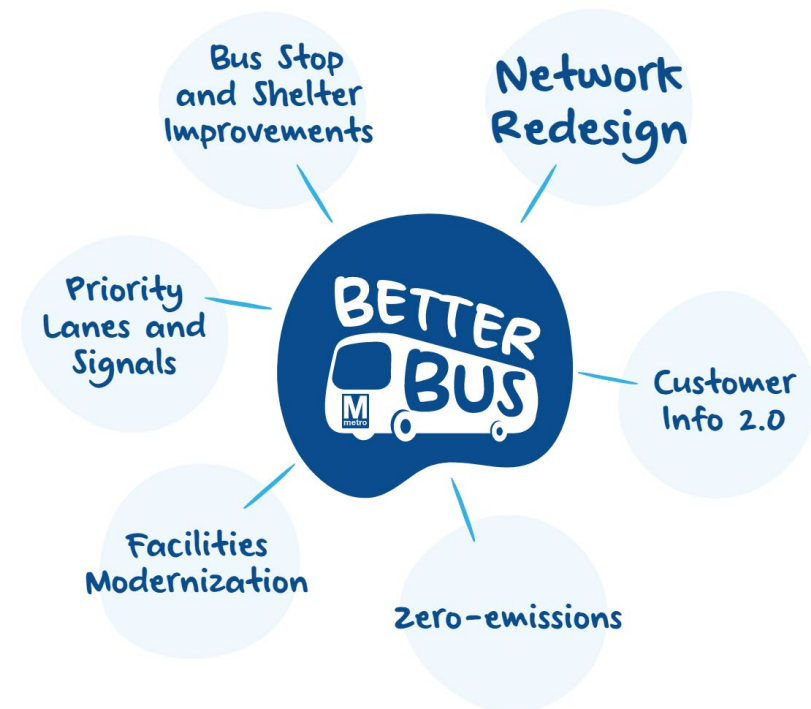 Bus Stop
and Shelter
Improvements
Network
Redesign
Priority
Lanes and
Signals
BETTER
BUS
M
metro
Customer
Info 2.0
Facilities
Modernization
Zero-emissions